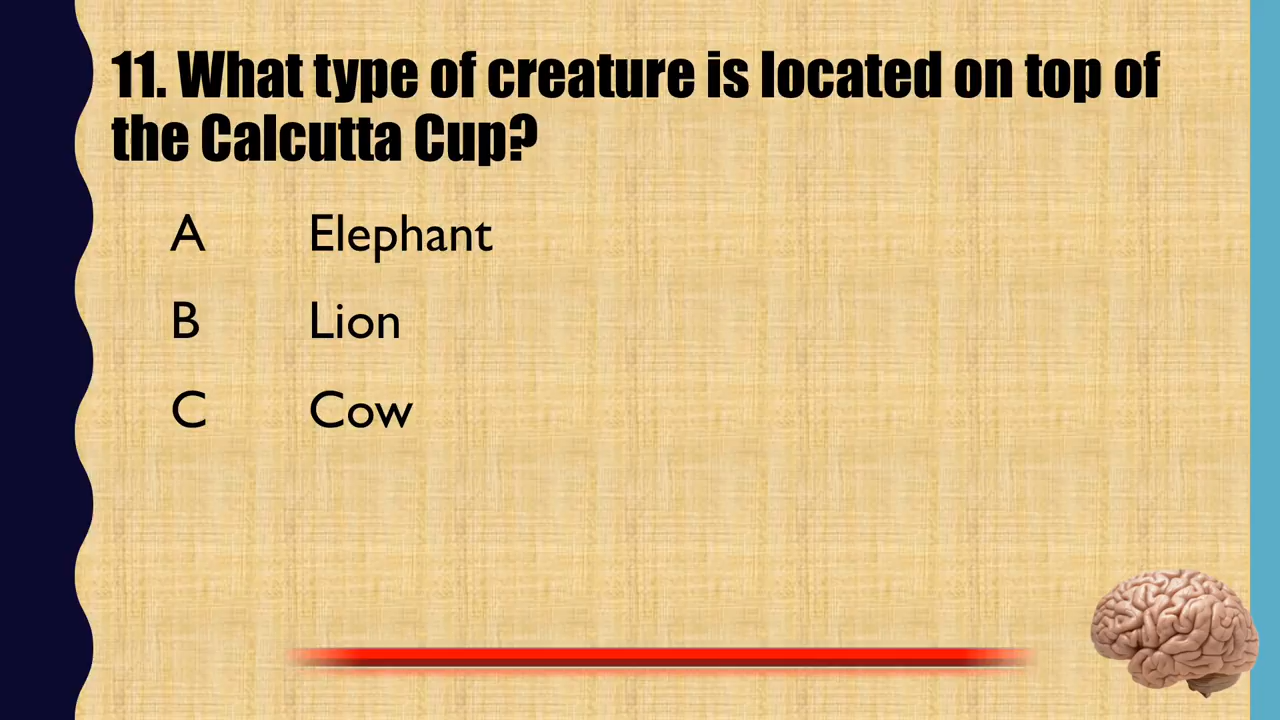 11. What type of creature is located on top of
the Calcutta Cup?
A Elephant
B Lion
C Cow